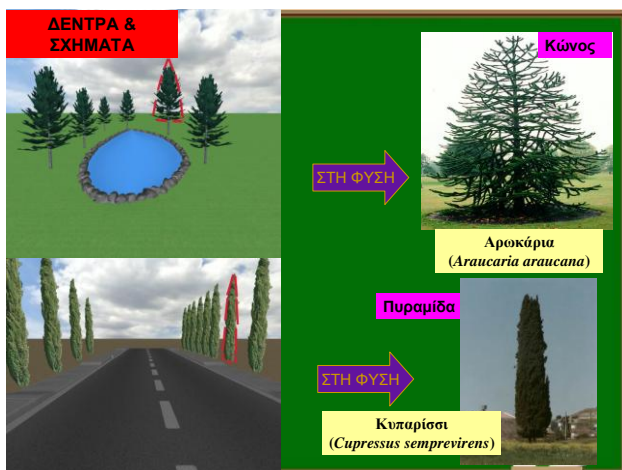 ΔΕΝΤΡΑ &
ΣΧΗΜΑΤΑ
Κώνος
ΣΤΗ ΦΥΣΗ
Αρωκάρια
(Araucaria araucana)
Πυραμίδα
ΣΤΗ ΦΥΣΗ
Κυπαρίσσι
(Cupressus semprevirens)